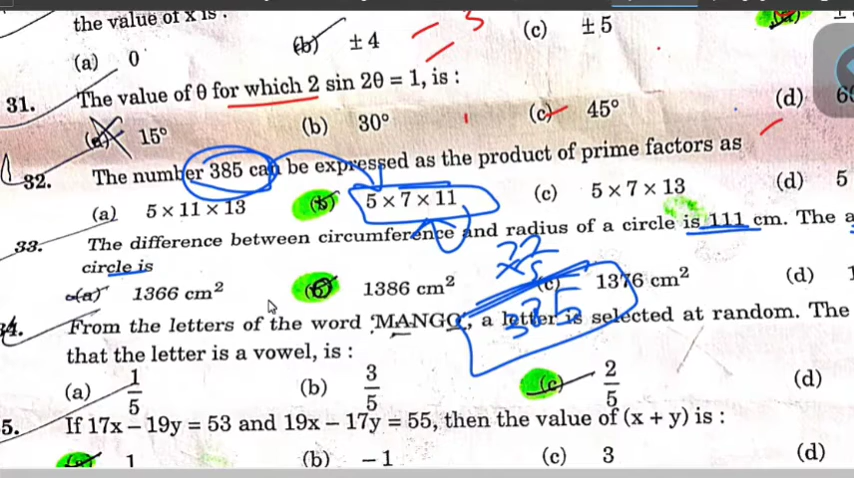 the value of x is :
(a) 0 (b) ± 4 (c) ± 5
31. The value of θ for which 2 sin 2θ = 1, is :
(a) 15° (b) 30° (c) 45° (d)
32. The number 385 can be expressed as the product of prime factors as
(a) 5 × 11 × 13 (b) 5 × 7 × 11 (c) 5 × 7 × 13 (d) 5
33. The difference between circumference and radius of a circle is 111 cm. The
circle is
(a) 1366 cm² (b) 1386 cm² (c) 1376 cm² (d)
34. From the letters of the word 'MANGO', a letter is selected at random. The
that the letter is a vowel, is :
(a) 1/5 (b) 3/5 (c) 2/5 (d)
5. If 17x – 19y = 53 and 19x – 17y = 55, then the value of (x + y) is :
(a) 1 (b) – 1 (c) 3 (d)